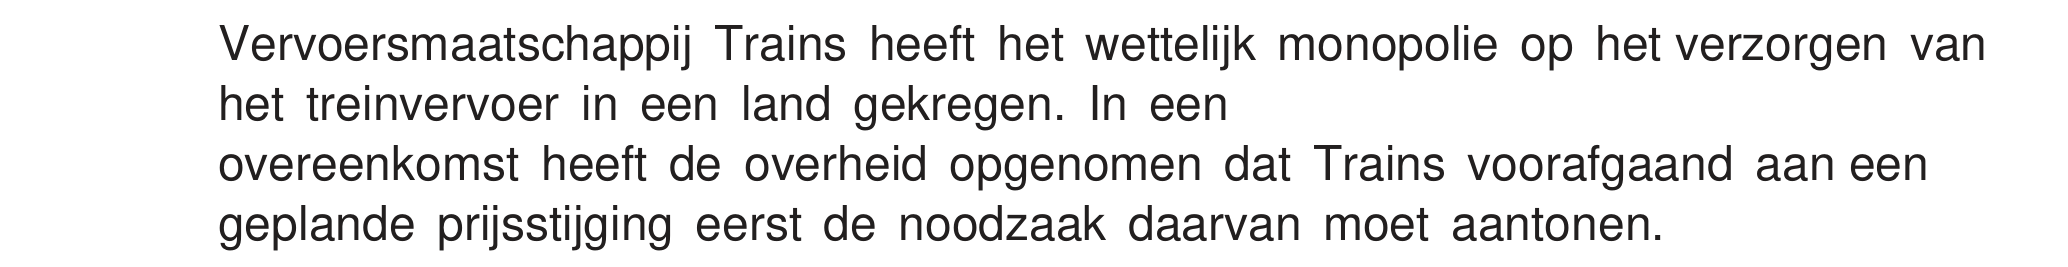 Vervoersmaatschappij Trains heeft het wettelijk monopolie op het verzorgen van
het treinvervoer in een land gekregen. In een
overeenkomst heeft de overheid opgenomen dat Trains voorafgaand aan een
geplande prijsstijging eerst de noodzaak daarvan moet aantonen.